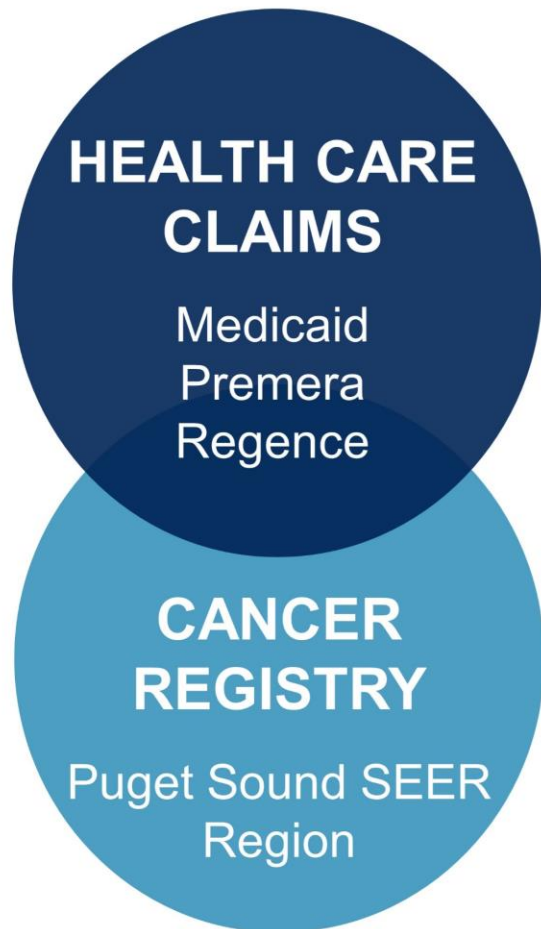 HEALTH CARE
CLAIMS
Medicaid
Premera
Regence
CANCER
REGISTRY
Puget Sound SEER
Region